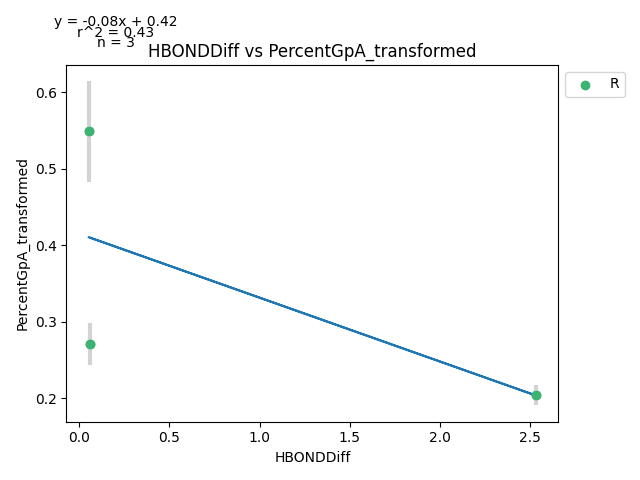 y = -0.08x + 0.42
r^2 = 0.43
n = 3
HBONDDiff vs PercentGpA_transformed
R
PercentGpA_transformed
0.6
0.5
0.4
0.3
0.2
0.0 0.5 1.0 1.5 2.0 2.5
HBONDDiff